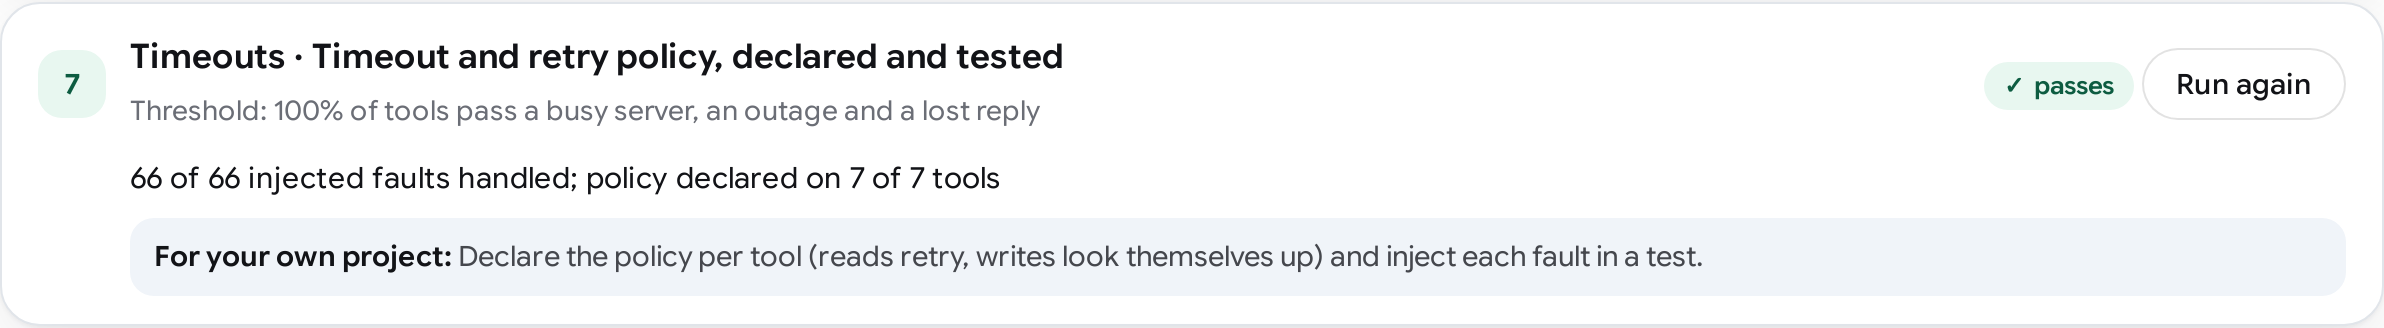 7
Timeouts · Timeout and retry policy, declared and tested
Threshold: 100% of tools pass a busy server, an outage and a lost reply
✓ passes
Run again
66 of 66 injected faults handled; policy declared on 7 of 7 tools
For your own project: Declare the policy per tool (reads retry, writes look themselves up) and inject each fault in a test.